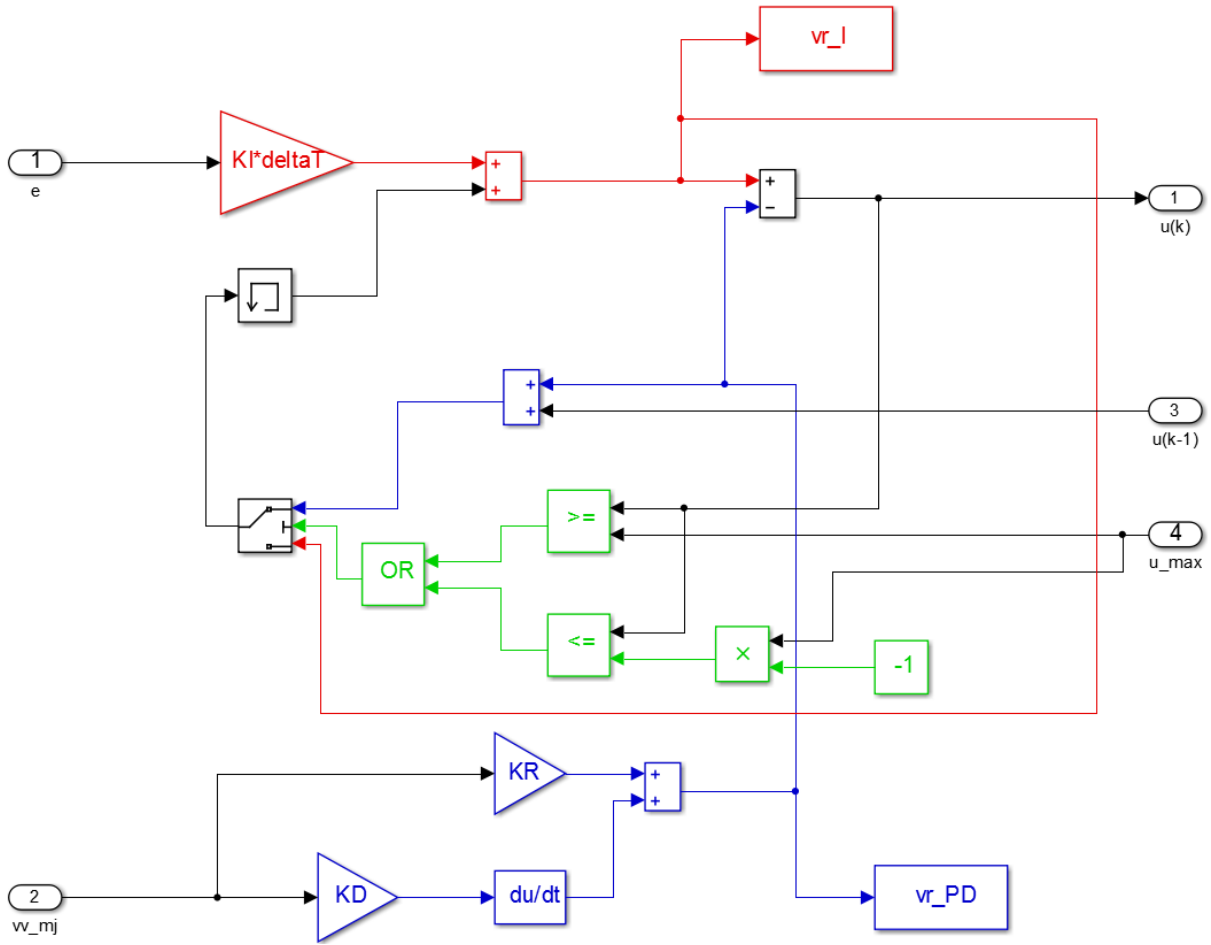 vr_I
1
e
KI*deltaT
+
+
+
−
1
u(k)
+
+
3
u(k-1)
>=
4
u_max
OR
<=
×
-1
KR
+
+
2
vv_mj
KD
du/dt
vr_PD